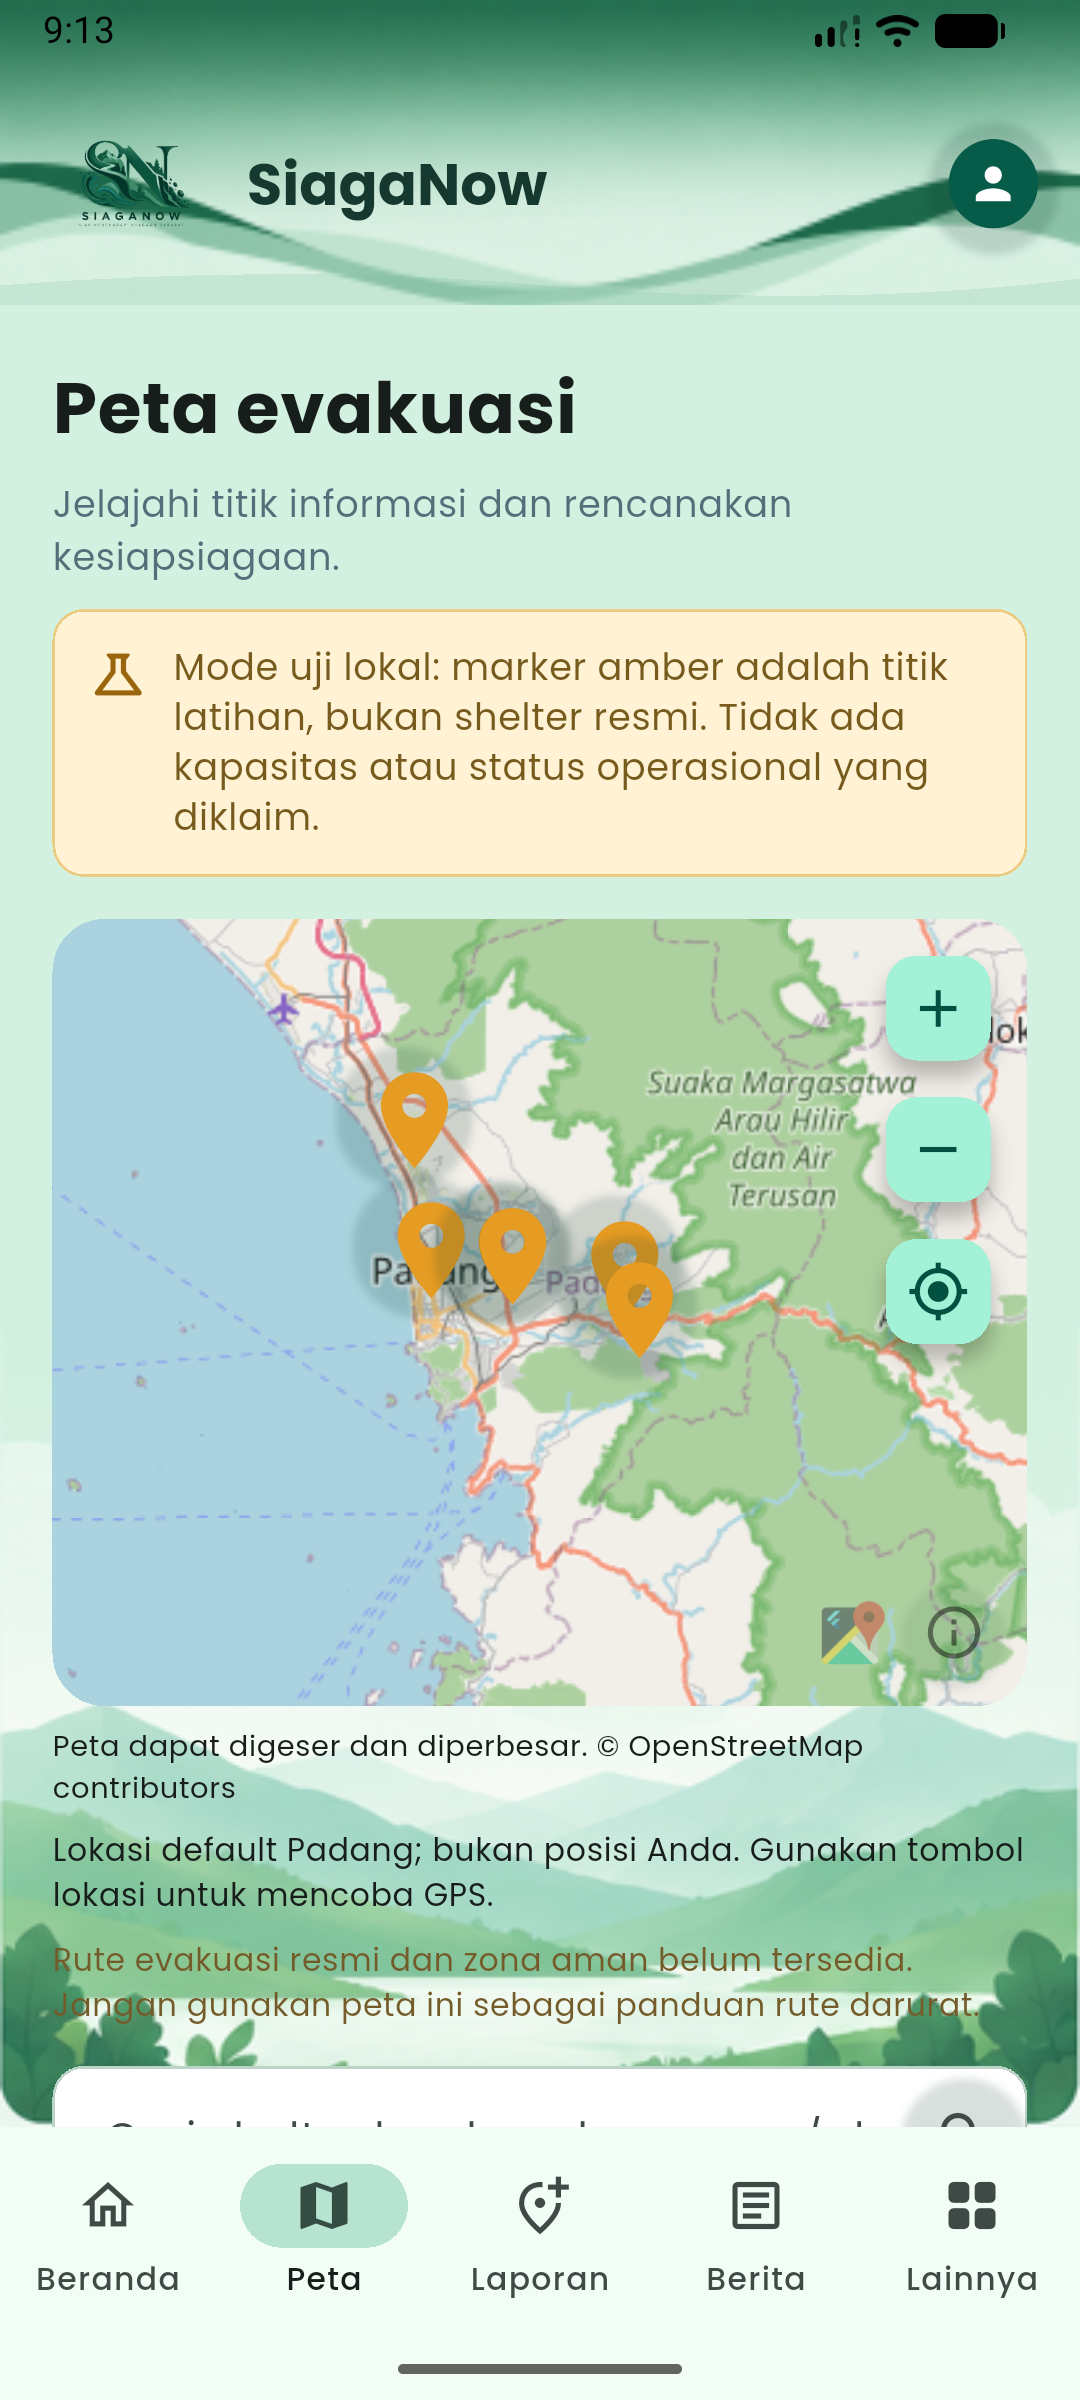 9:13
SIAGANOW
SiagaNow
Peta evakuasi
Jelajahi titik informasi dan rencanakan
kesiapsiagaan.
Mode uji lokal: marker amber adalah titik
latihan, bukan shelter resmi. Tidak ada
kapasitas atau status operasional yang
diklaim.
Suaka Margasatwa
Arau Hilir
dan Air
Terusan
Peta dapat digeser dan diperbesar. © OpenStreetMap
contributors
Lokasi default Padang; bukan posisi Anda. Gunakan tombol
lokasi untuk mencoba GPS.
Rute evakuasi resmi dan zona aman belum tersedia.
Jangan gunakan peta ini sebagai panduan rute darurat.
Beranda
Peta
Laporan
Berita
Lainnya